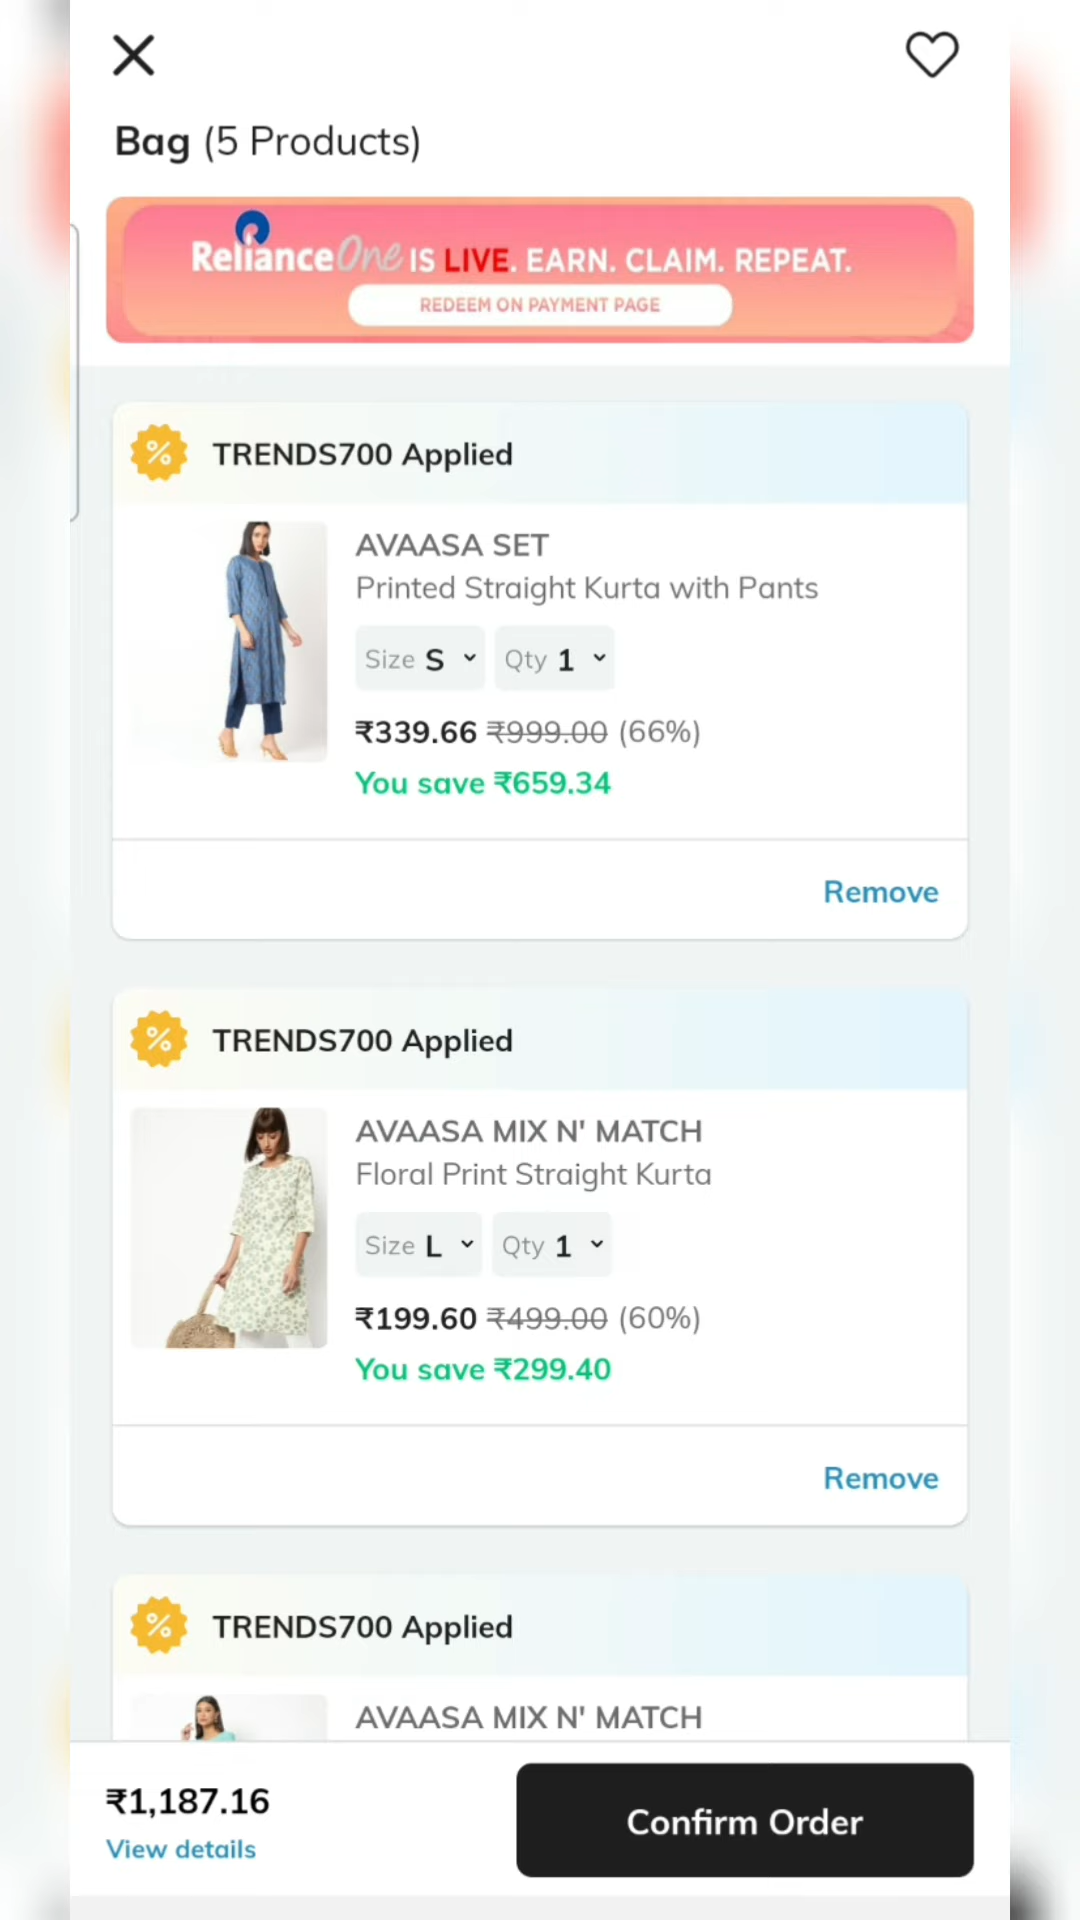 Bag (5 Products)
Reliance One IS LIVE. EARN. CLAIM. REPEAT.
REDEEM ON PAYMENT PAGE
TRENDS700 Applied
AVAASA SET
Printed Straight Kurta with Pants
Size S Qty 1
₹339.66 ₹999.00 (66%)
You save ₹659.34
Remove
TRENDS700 Applied
AVAASA MIX N' MATCH
Floral Print Straight Kurta
Size L Qty 1
₹199.60 ₹499.00 (60%)
You save ₹299.40
Remove
TRENDS700 Applied
AVAASA MIX N' MATCH
₹1,187.16
View details
Confirm Order